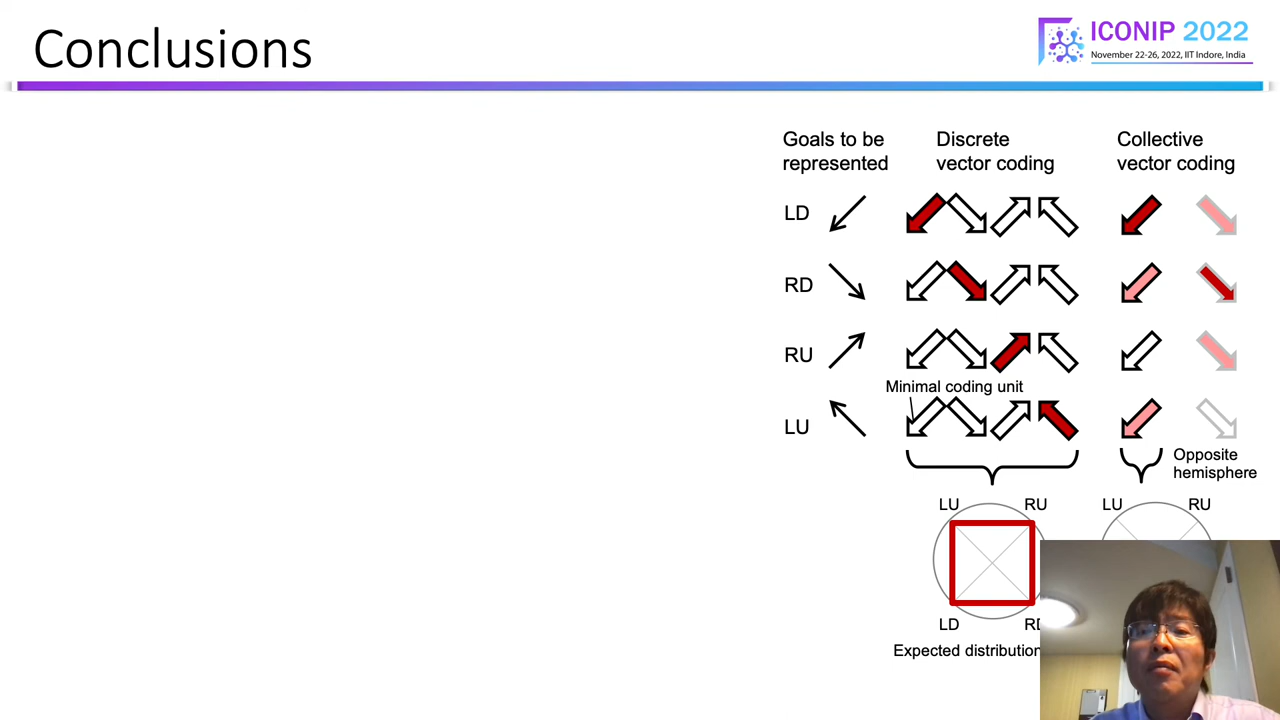 Conclusions
ICONIP 2022
November 22-26, 2022, IIT Indore, India
Goals to be
represented
Discrete
vector coding
Collective
vector coding
LD
RD
RU
Minimal coding unit
LU
Opposite
hemisphere
LU
RU
LU
RU
LD
Expected distribution